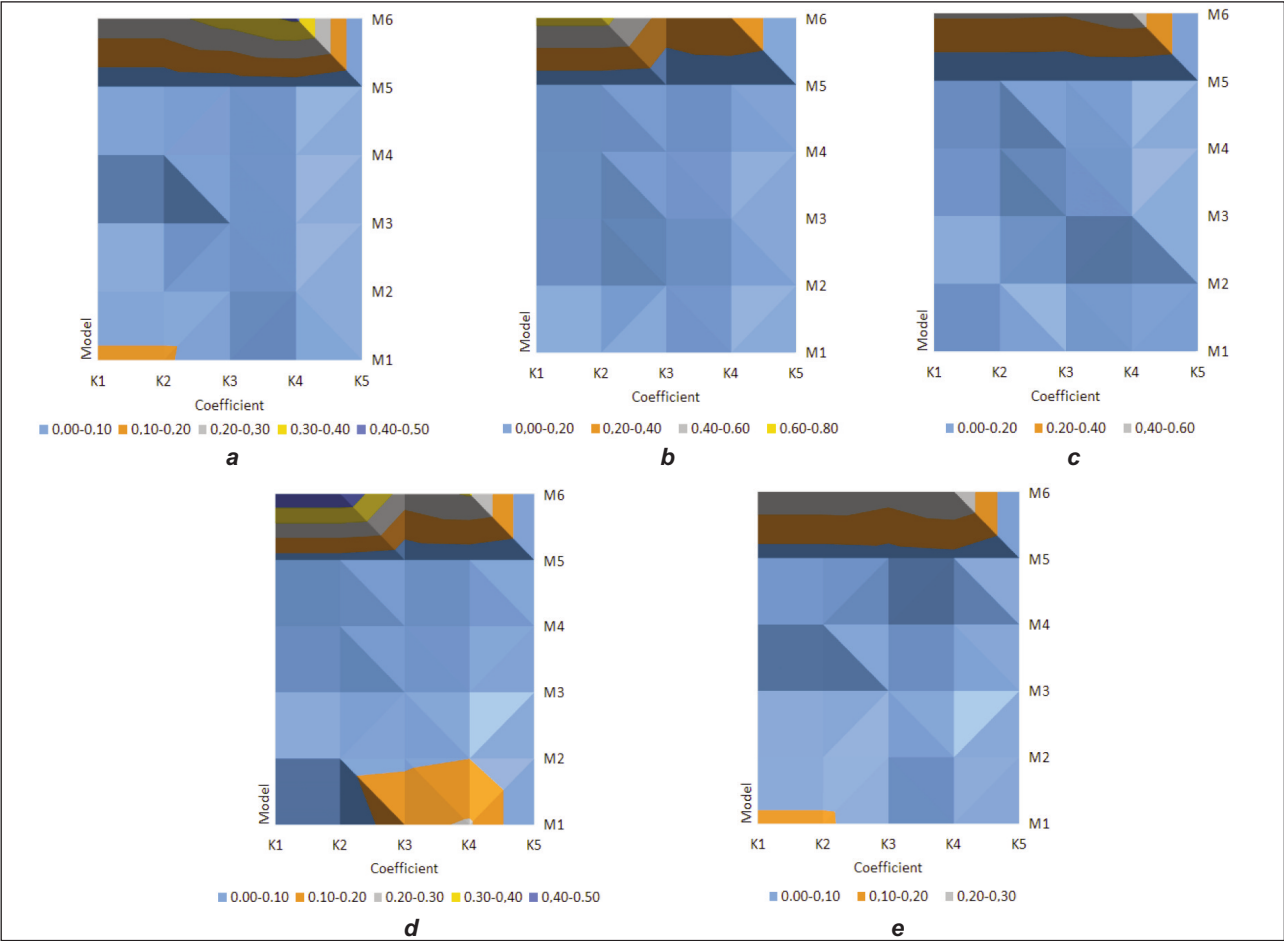 M6
M5
M4
M3
M2
M1
Model
K1 K2 K3 K4 K5
Coefficient
0.00-0.10 0,10-0,20 0,20-0,30 0,30-0,40 0,40-0,50
a
M6
M5
M4
M3
M2
M1
Model
K1 K2 K3 K4 K5
Coefficient
0,00-0,20 0,20-0,40 0,40-0.60 0.60-0.80
b
M6
M5
M4
M3
M2
M1
Model
K1 K2 K3 K4 K5
Coefficient
0.00-0.20 0.20-0.40 0,40-0.60
c
M6
M5
M4
M3
M2
M1
Model
K1 K2 K3 K4 K5
Coefficient
0.00-0.10 0.10-0.20 0.20-0.30 0.30-0,40 0,40-0.50
d
M6
M5
M4
M3
M2
M1
Model
K1 K2 K3 K4 K5
Coefficient
0.00-0,10 0,10-0,20 0,20-0.30
e